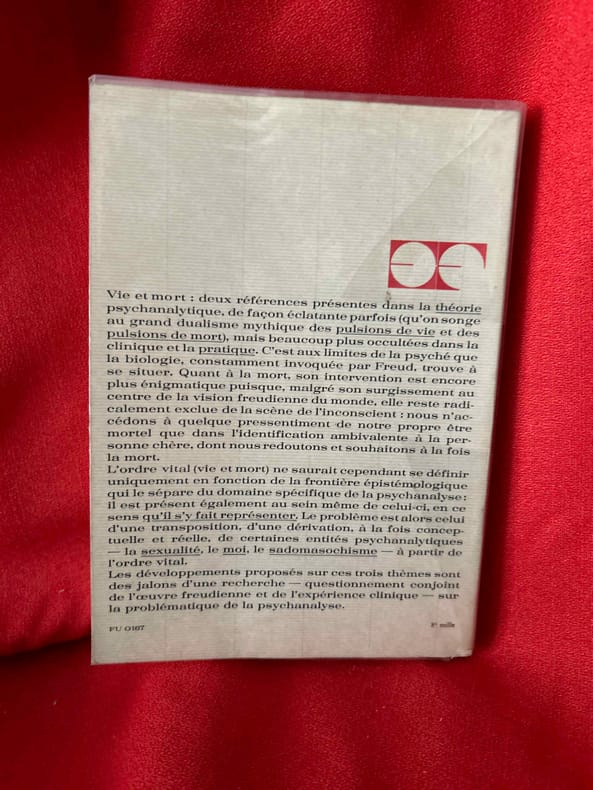 Vie et mort : deux références présentes dans la théorie
psychanalytique, de façon éclatante parfois (qu'on songe
au grand dualisme mythique des pulsions de vie et des
pulsions de mort), mais beaucoup plus occultées dans la
clinique et la pratique. C'est aux limites de la psyché que
la biologie, constamment invoquée par Freud, trouve à
se situer. Quant à la mort, son intervention est encore
plus énigmatique puisque, malgré son surgissement au
centre de la vision freudienne du monde, elle reste radi-
calement exclue de la scène de l'inconscient : nous n'ac-
cédons à quelque pressentiment de notre propre être
mortel que dans l'identification ambivalente à la per-
sonne chère, dont nous redoutons et souhaitons à la fois
la mort.
L'ordre vital (vie et mort) ne saurait cependant se définir
uniquement en fonction de la frontière épistémologique
qui le sépare du domaine spécifique de la psychanalyse :
il est présent également au sein même de celui-ci, en ce
sens qu'il s'y fait représenter. Le problème est alors celui
d'une transposition, d'une dérivation, à la fois concep-
tuelle et réelle, de certaines entités psychanalytiques
— la sexualité, le moi, le sadomasochisme — à partir de
l'ordre vital.
Les développements proposés sur ces trois thèmes sont
des jalons d'une recherche — questionnement conjoint
de l'œuvre freudienne et de l'expérience clinique — sur
la problématique de la psychanalyse.
FU 0167 8e mille